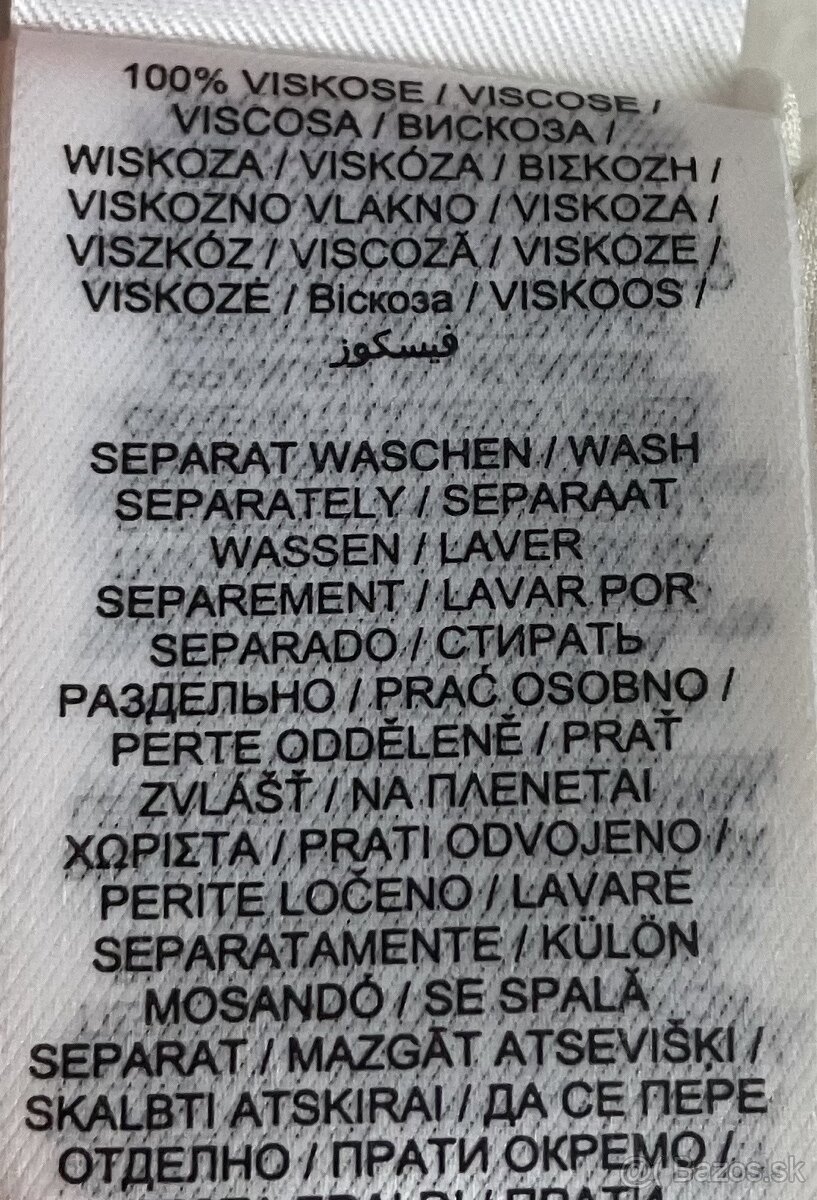 100% VISKOSE / VISCOSE /
VISCOSA / ВИСКОЗА /
WISKOZA / VISKÓZA / ΒΙΣΚΟΖΗ /
VISKOZNO VLAKNO / VISKOZA /
VISZKÓZ / VISCOZĂ / VISKOZE /
VISKOZĖ / Віскоза / VISKOOS /
فيسكوز
SEPARAT WASCHEN / WASH
SEPARATELY / SEPARAAT
WASSEN / LAVER
SEPAREMENT / LAVAR POR
SEPARADO / СТИРАТЬ
РАЗДЕЛЬНО / PRAĆ OSOBNO /
PERTE ODDĚLENĚ / PRAŤ
ZVLÁŠŤ / ΝΑ ΠΛΕΝΕΤΑΙ
ΧΩΡΙΣΤΑ / PRATI ODVOJENO /
PERITE LOČENO / LAVARE
SEPARATAMENTE / KÜLÖN
MOSANDÓ / SE SPALĂ
SEPARAT / MAZGĀT ATSEVIŠĶI /
SKALBTI ATSKIRAI / ДА СЕ ПЕРЕ
ОТДЕЛНО / ПРАТИ ОКРЕМО /
Bazos.sk